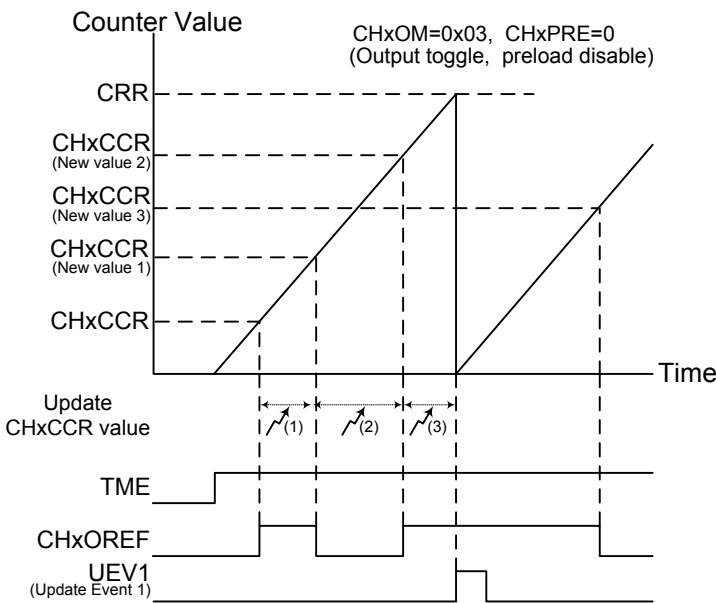 Counter Value
CHxOM=0x03, CHxPRE=0
(Output toggle, preload disable)
CRR
CHxCCR
(New value 2)
CHxCCR
(New value 3)
CHxCCR
(New value 1)
CHxCCR
Time
Update
CHxCCR value
(1)
(2)
(3)
TME
CHxOREF
UEV1
(Update Event 1)